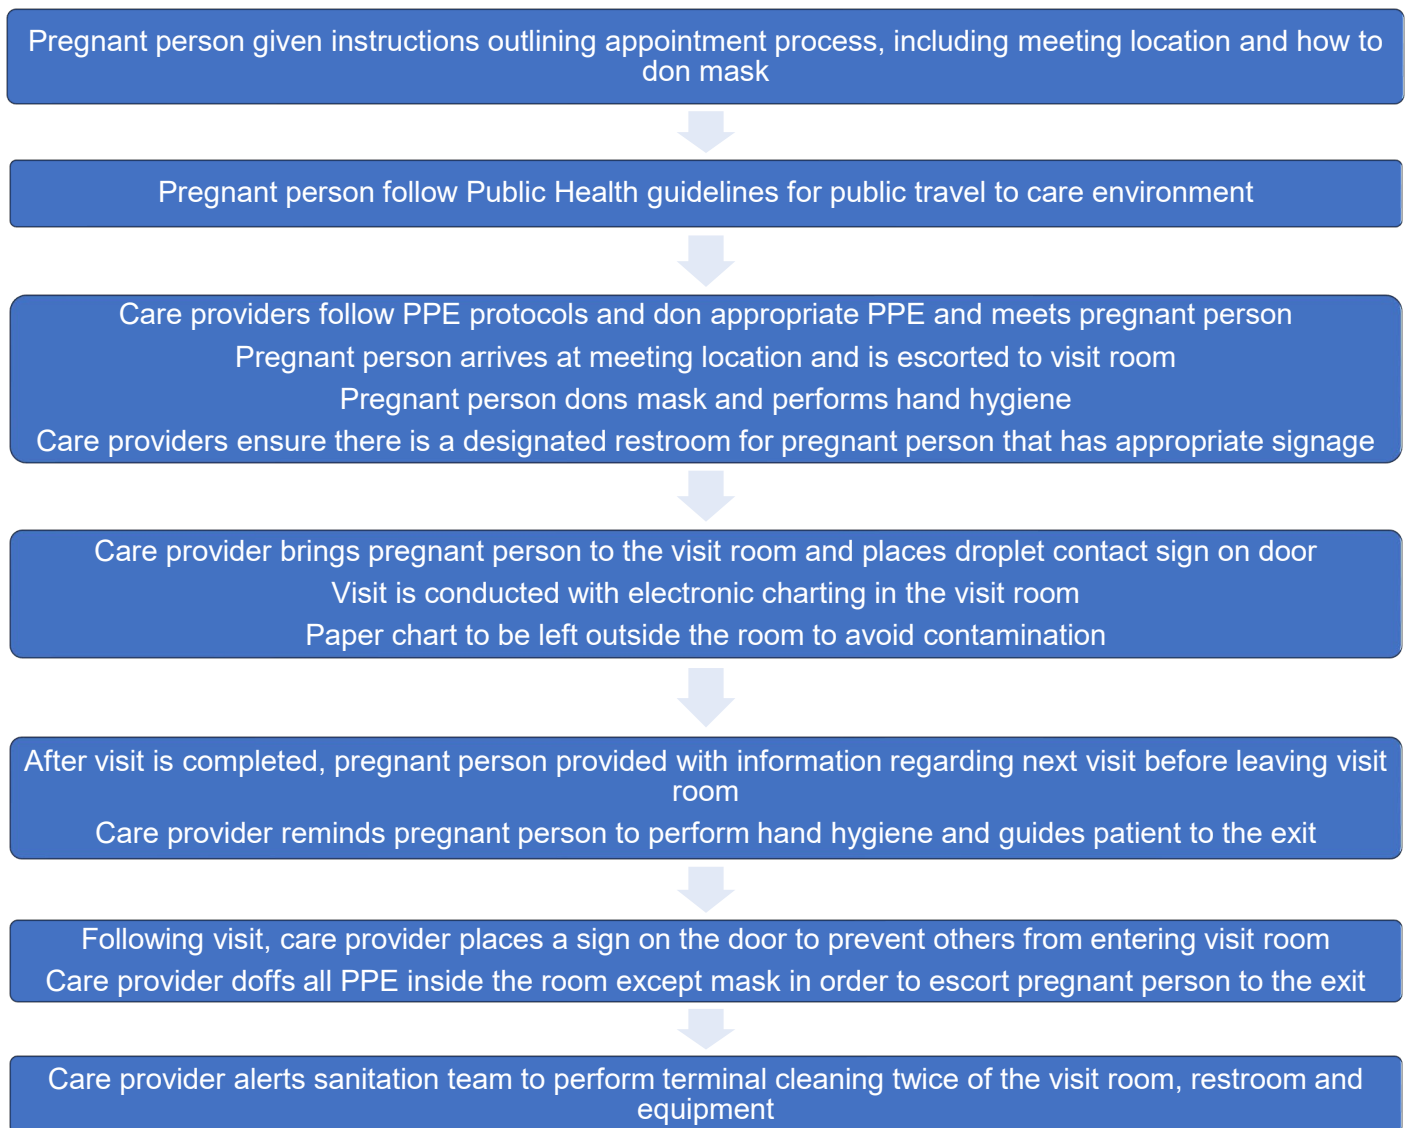 Pregnant person given instructions outlining appointment process, including meeting location and how to
don mask
Pregnant person follow Public Health guidelines for public travel to care environment
Care providers follow PPE protocols and don appropriate PPE and meets pregnant person
Pregnant person arrives at meeting location and is escorted to visit room
Pregnant person dons mask and performs hand hygiene
Care providers ensure there is a designated restroom for pregnant person that has appropriate signage
Care provider brings pregnant person to the visit room and places droplet contact sign on door
Visit is conducted with electronic charting in the visit room
Paper chart to be left outside the room to avoid contamination
After visit is completed, pregnant person provided with information regarding next visit before leaving visit
room
Care provider reminds pregnant person to perform hand hygiene and guides patient to the exit
Following visit, care provider places a sign on the door to prevent others from entering visit room
Care provider doffs all PPE inside the room except mask in order to escort pregnant person to the exit
Care provider alerts sanitation team to perform terminal cleaning twice of the visit room, restroom and
equipment